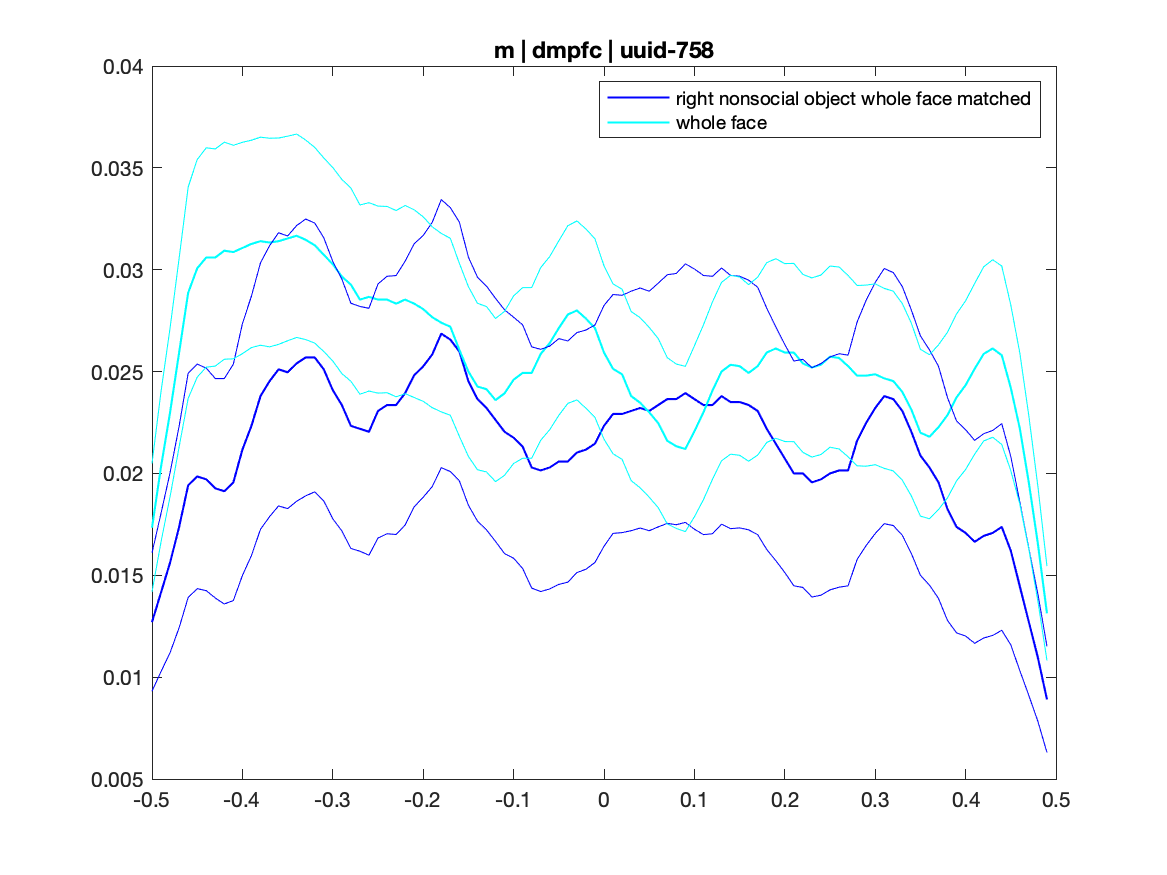 m | dmpfc | uuid-758
right nonsocial object whole face matched
whole face
0.04
0.035
0.03
0.025
0.02
0.015
0.01
0.005
-0.5 -0.4 -0.3 -0.2 -0.1 0 0.1 0.2 0.3 0.4 0.5